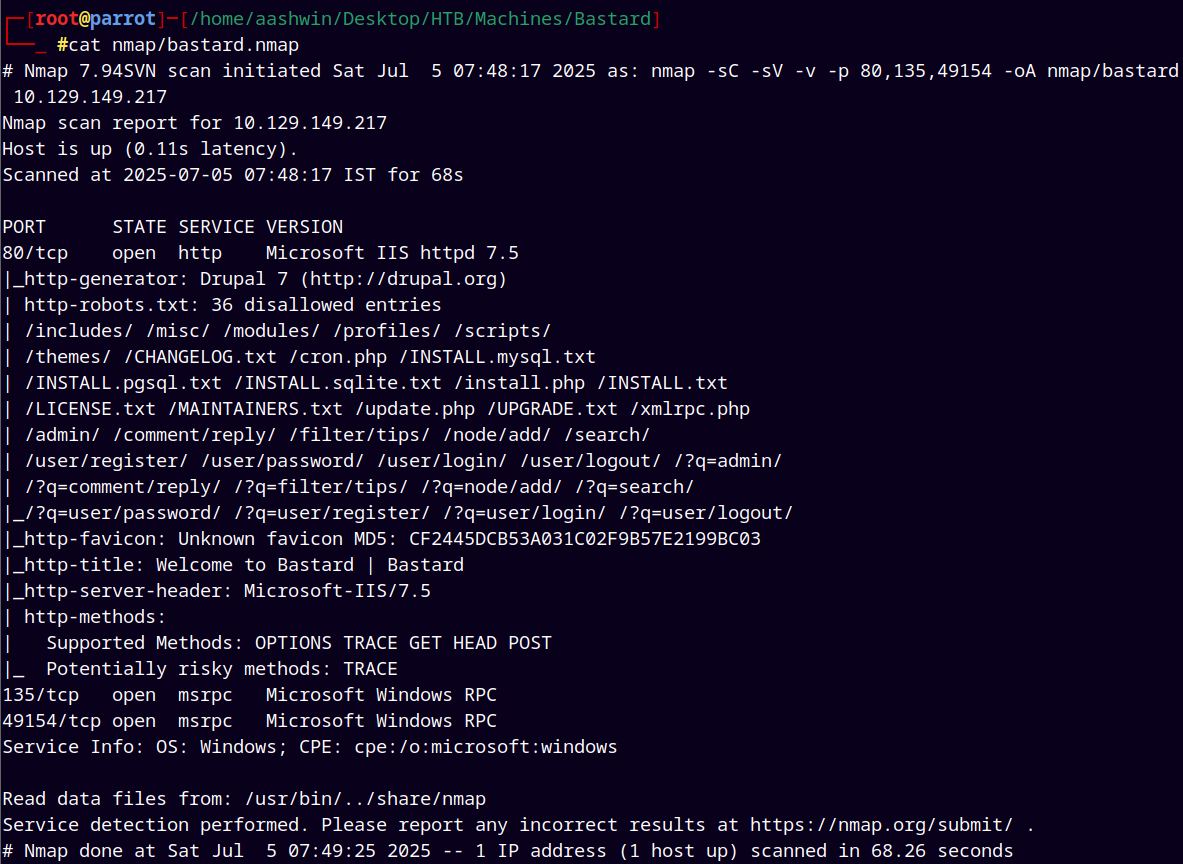 ┌─[root@parrot]─[/home/aashwin/Desktop/HTB/Machines/Bastard]
└──╼ #cat nmap/bastard.nmap
# Nmap 7.94SVN scan initiated Sat Jul  5 07:48:17 2025 as: nmap -sC -sV -v -p 80,135,49154 -oA nmap/bastard
 10.129.149.217
Nmap scan report for 10.129.149.217
Host is up (0.11s latency).
Scanned at 2025-07-05 07:48:17 IST for 68s

PORT      STATE SERVICE VERSION
80/tcp    open  http    Microsoft IIS httpd 7.5
|_http-generator: Drupal 7 (http://drupal.org)
| http-robots.txt: 36 disallowed entries
| /includes/ /misc/ /modules/ /profiles/ /scripts/
| /themes/ /CHANGELOG.txt /cron.php /INSTALL.mysql.txt
| /INSTALL.pgsql.txt /INSTALL.sqlite.txt /install.php /INSTALL.txt
| /LICENSE.txt /MAINTAINERS.txt /update.php /UPGRADE.txt /xmlrpc.php
| /admin/ /comment/reply/ /filter/tips/ /node/add/ /search/
| /user/register/ /user/password/ /user/login/ /user/logout/ /?q=admin/
| /?q=comment/reply/ /?q=filter/tips/ /?q=node/add/ /?q=search/
|_/?q=user/password/ /?q=user/register/ /?q=user/login/ /?q=user/logout/
|_http-favicon: Unknown favicon MD5: CF2445DCB53A031C02F9B57E2199BC03
|_http-title: Welcome to Bastard | Bastard
|_http-server-header: Microsoft-IIS/7.5
| http-methods:
|   Supported Methods: OPTIONS TRACE GET HEAD POST
|_  Potentially risky methods: TRACE
135/tcp   open  msrpc   Microsoft Windows RPC
49154/tcp open  msrpc   Microsoft Windows RPC
Service Info: OS: Windows; CPE: cpe:/o:microsoft:windows

Read data files from: /usr/bin/../share/nmap
Service detection performed. Please report any incorrect results at https://nmap.org/submit/ .
# Nmap done at Sat Jul  5 07:49:25 2025 -- 1 IP address (1 host up) scanned in 68.26 seconds